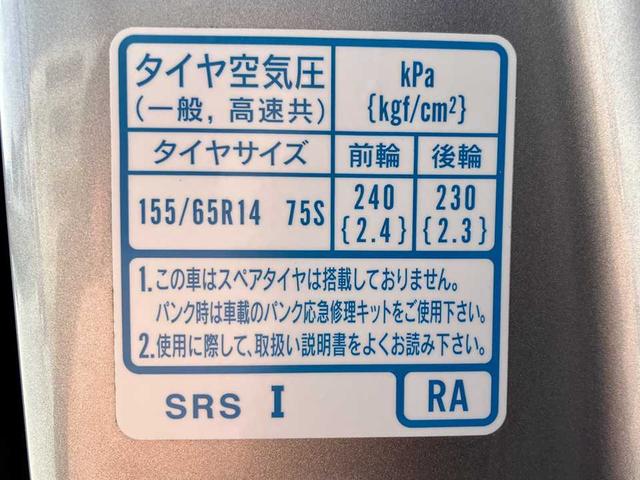 タイヤ空気圧
(一般，高速共)
kPa
{kgf/cm²}
タイヤサイズ 前輪 後輪
155/65R14 75S 240 230
{2.4} {2.3}
1.この車はスペアタイヤは搭載しておりません。
パンク時は車載のパンク応急修理キットをご使用下さい。
2.使用に際して、取扱い説明書をよくお読み下さい。
SRS I RA